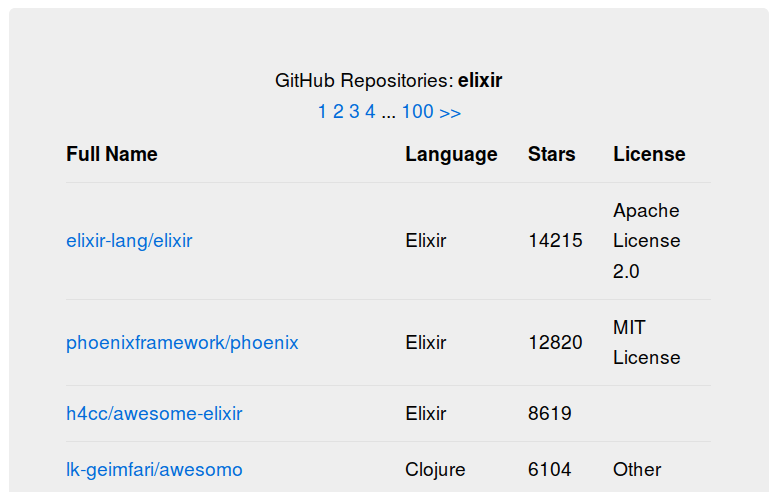 GitHub Repositories: elixir
1 2 3 4 ... 100 >>
Full Name Language Stars License
elixir-lang/elixir Elixir 14215 Apache License 2.0
phoenixframework/phoenix Elixir 12820 MIT License
h4cc/awesome-elixir Elixir 8619
lk-geimfari/awesomo Clojure 6104 Other